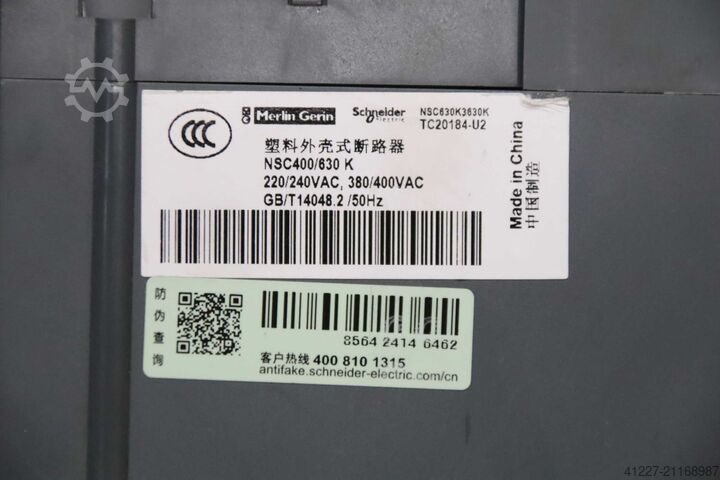 CCC
Merlin Gerin
Schneider Electric
NSC630K3630K
TC20184-U2
塑料外壳式断路器
NSC400/630 K
220/240VAC, 380/400VAC
GB/T14048.2 /50Hz
Made in China
中国制造
防伪查询
8564 2414 6462
客户热线 400 810 1315
antifake.schneider-electric.com/cn
41227-21168987